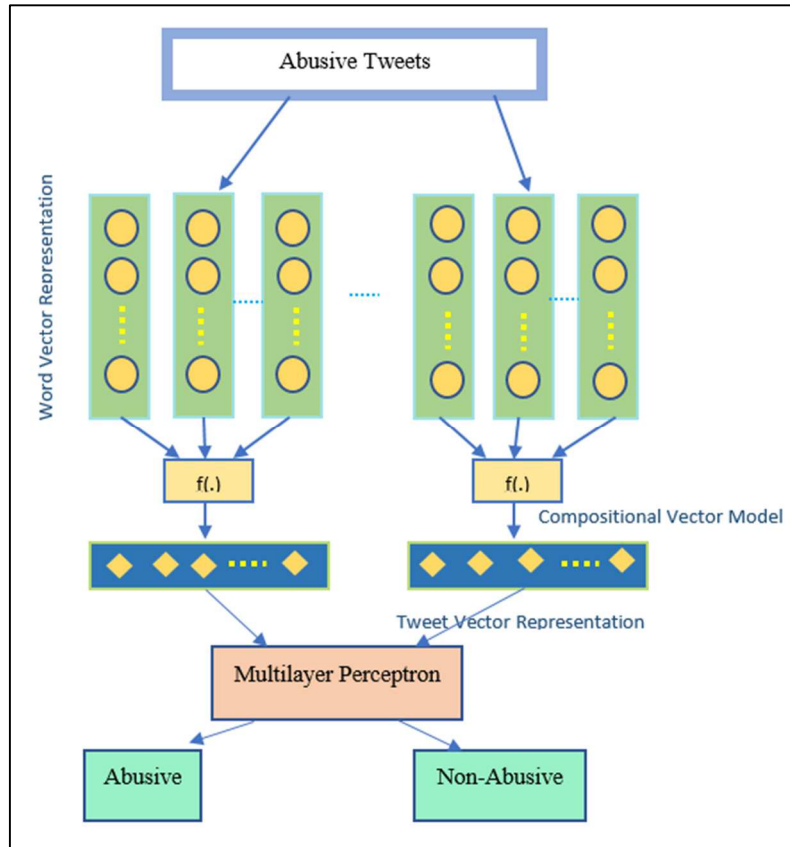 Abusive Tweets
Word Vector Representation
f(.)
f(.)
Compositional Vector Model
Tweet Vector Representation
Multilayer Perceptron
Abusive
Non-Abusive